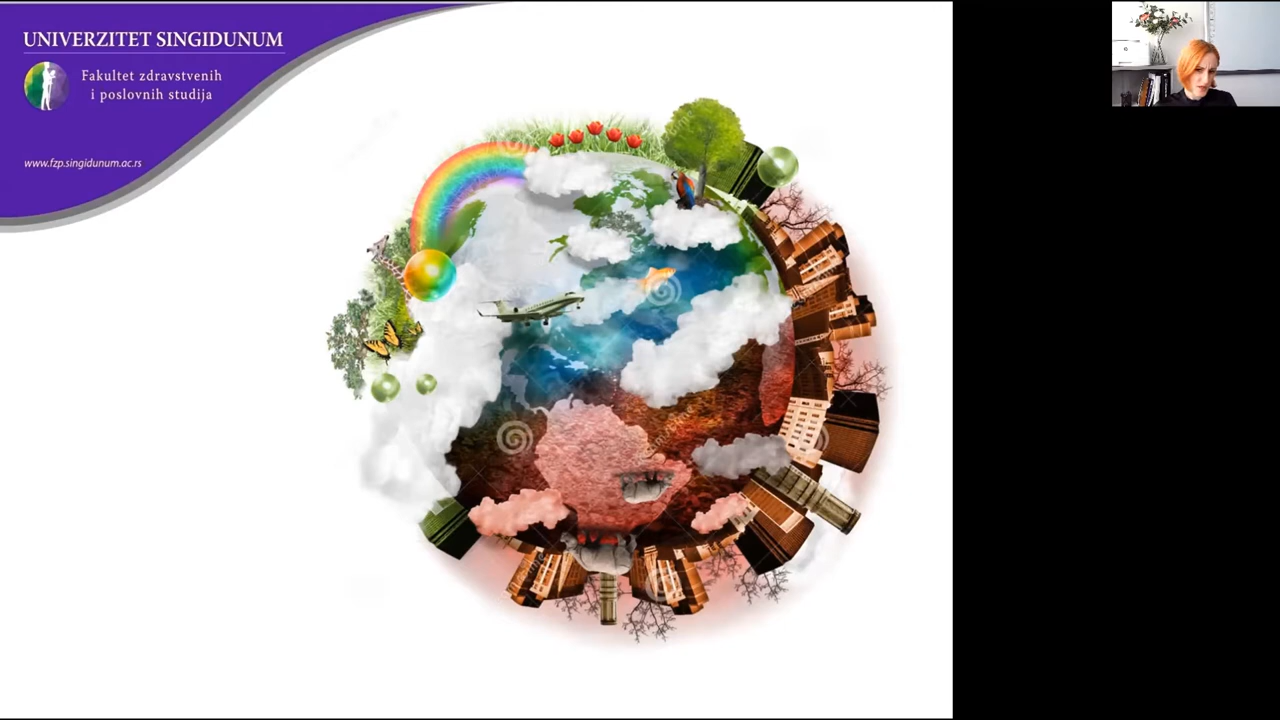 UNIVERZITET SINGIDUNUM
Fakultet zdravstvenih
i poslovnih studija
www.fzp.singidunum.ac.rs